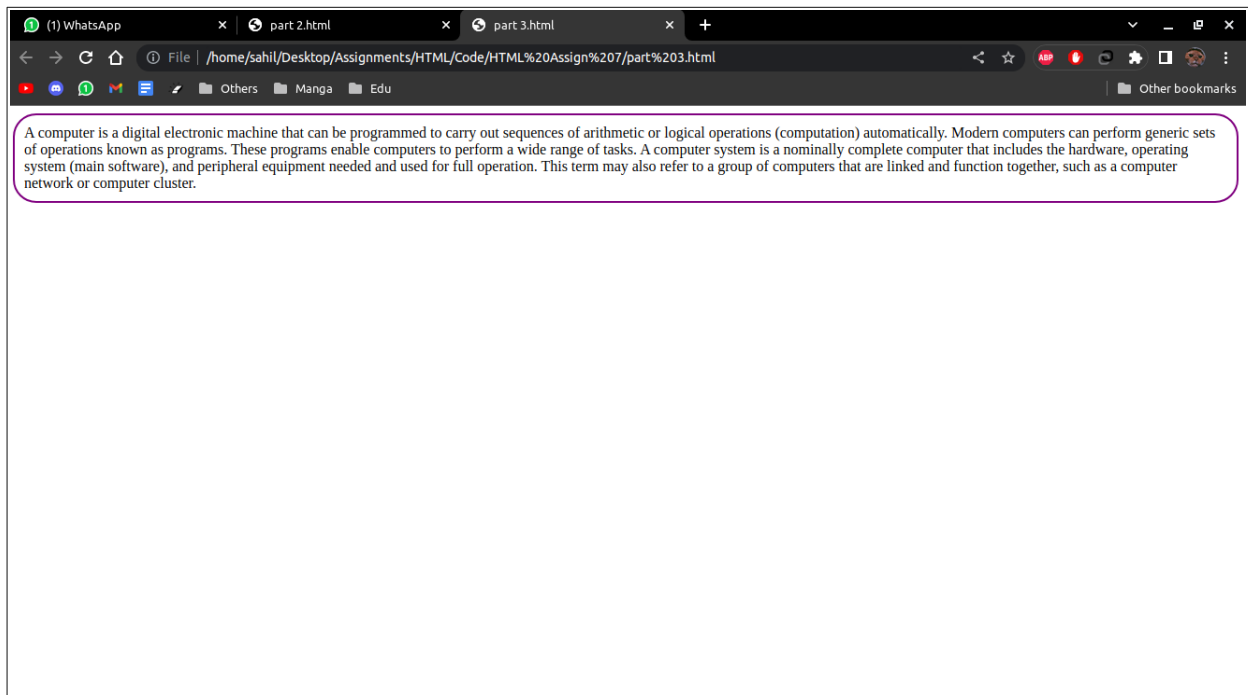 (1) WhatsApp
part 2.html
part 3.html
File | /home/sahil/Desktop/Assignments/HTML/Code/HTML%20Assign%207/part%203.html
ABP
1
Others
Manga
Edu
Other bookmarks
A computer is a digital electronic machine that can be programmed to carry out sequences of arithmetic or logical operations (computation) automatically. Modern computers can perform generic sets
of operations known as programs. These programs enable computers to perform a wide range of tasks. A computer system is a nominally complete computer that includes the hardware, operating
system (main software), and peripheral equipment needed and used for full operation. This term may also refer to a group of computers that are linked and function together, such as a computer
network or computer cluster.